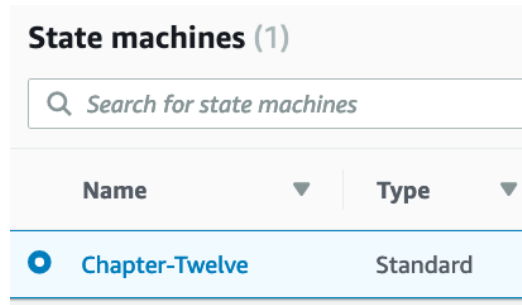 State machines (1)
Search for state machines
Name Type
Chapter-Twelve Standard